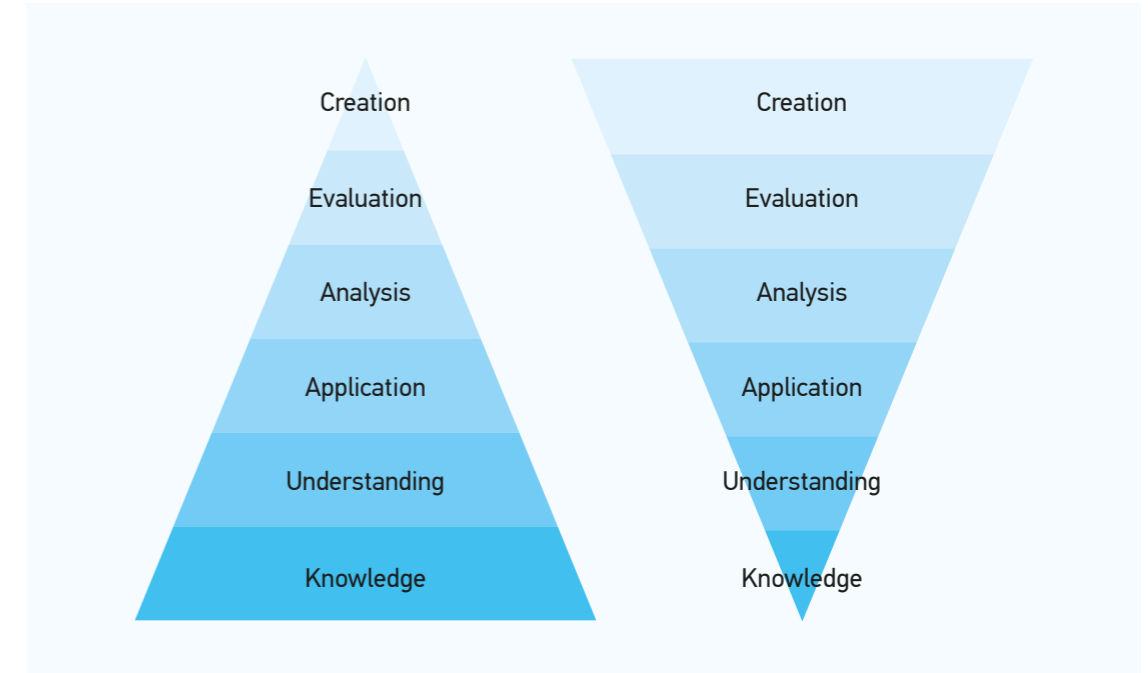 Creation
Evaluation
Analysis
Application
Understanding
Knowledge
Creation
Evaluation
Analysis
Application
Understanding
Knowledge